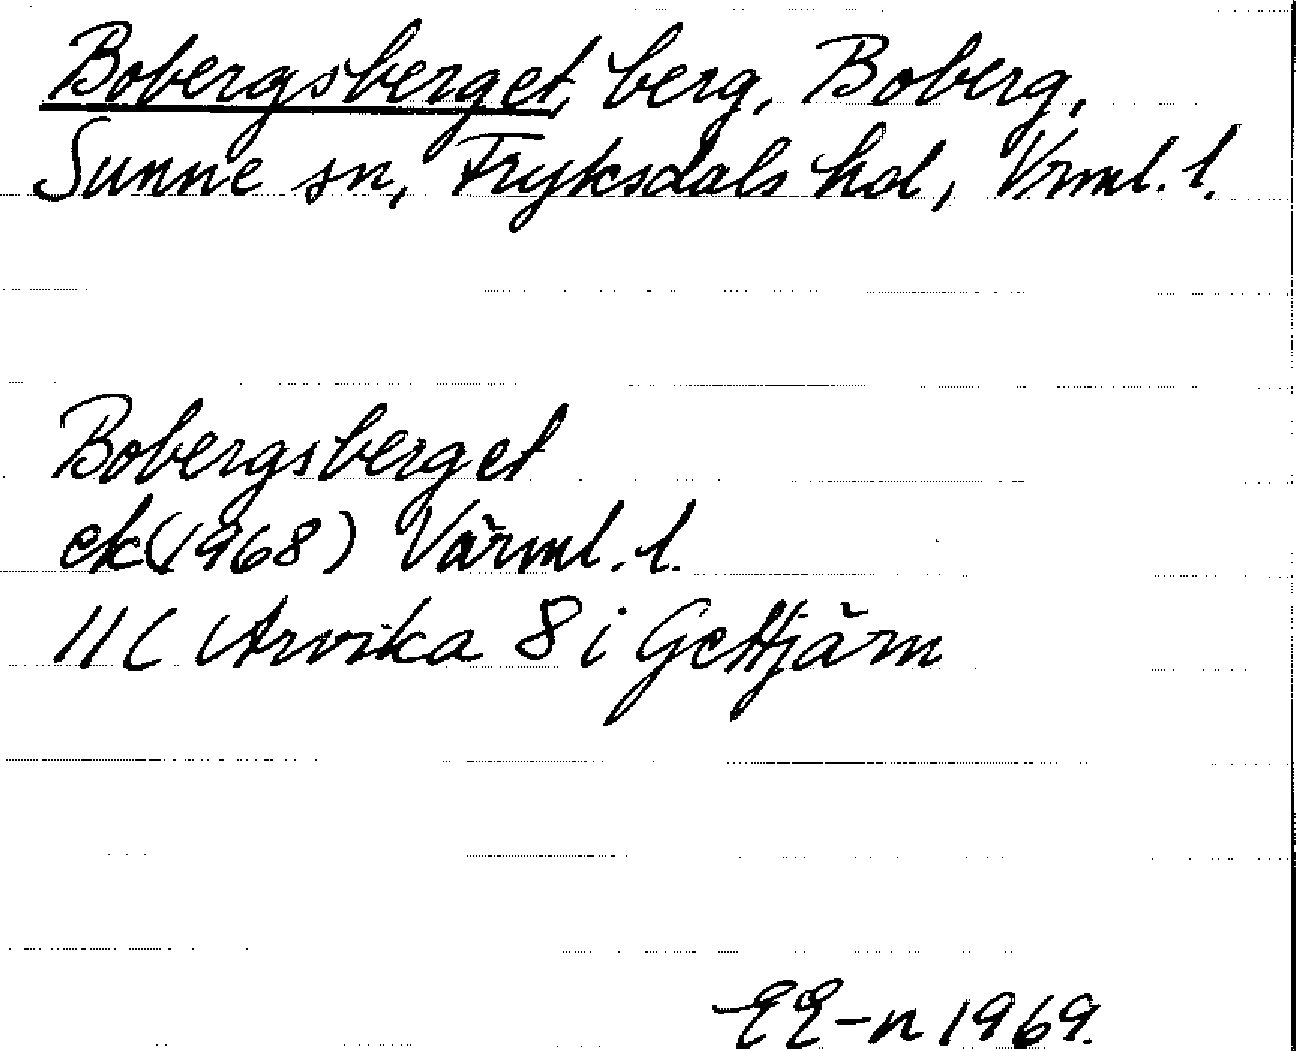 Bobergsberget, berg, Boberg,
Sunne sn, Fryksdals hd, Vrml. l.
Bobergsberget
ek (1968) Värml. l.
11C Arvika 8 i Gettjärn
EE-n 1969.